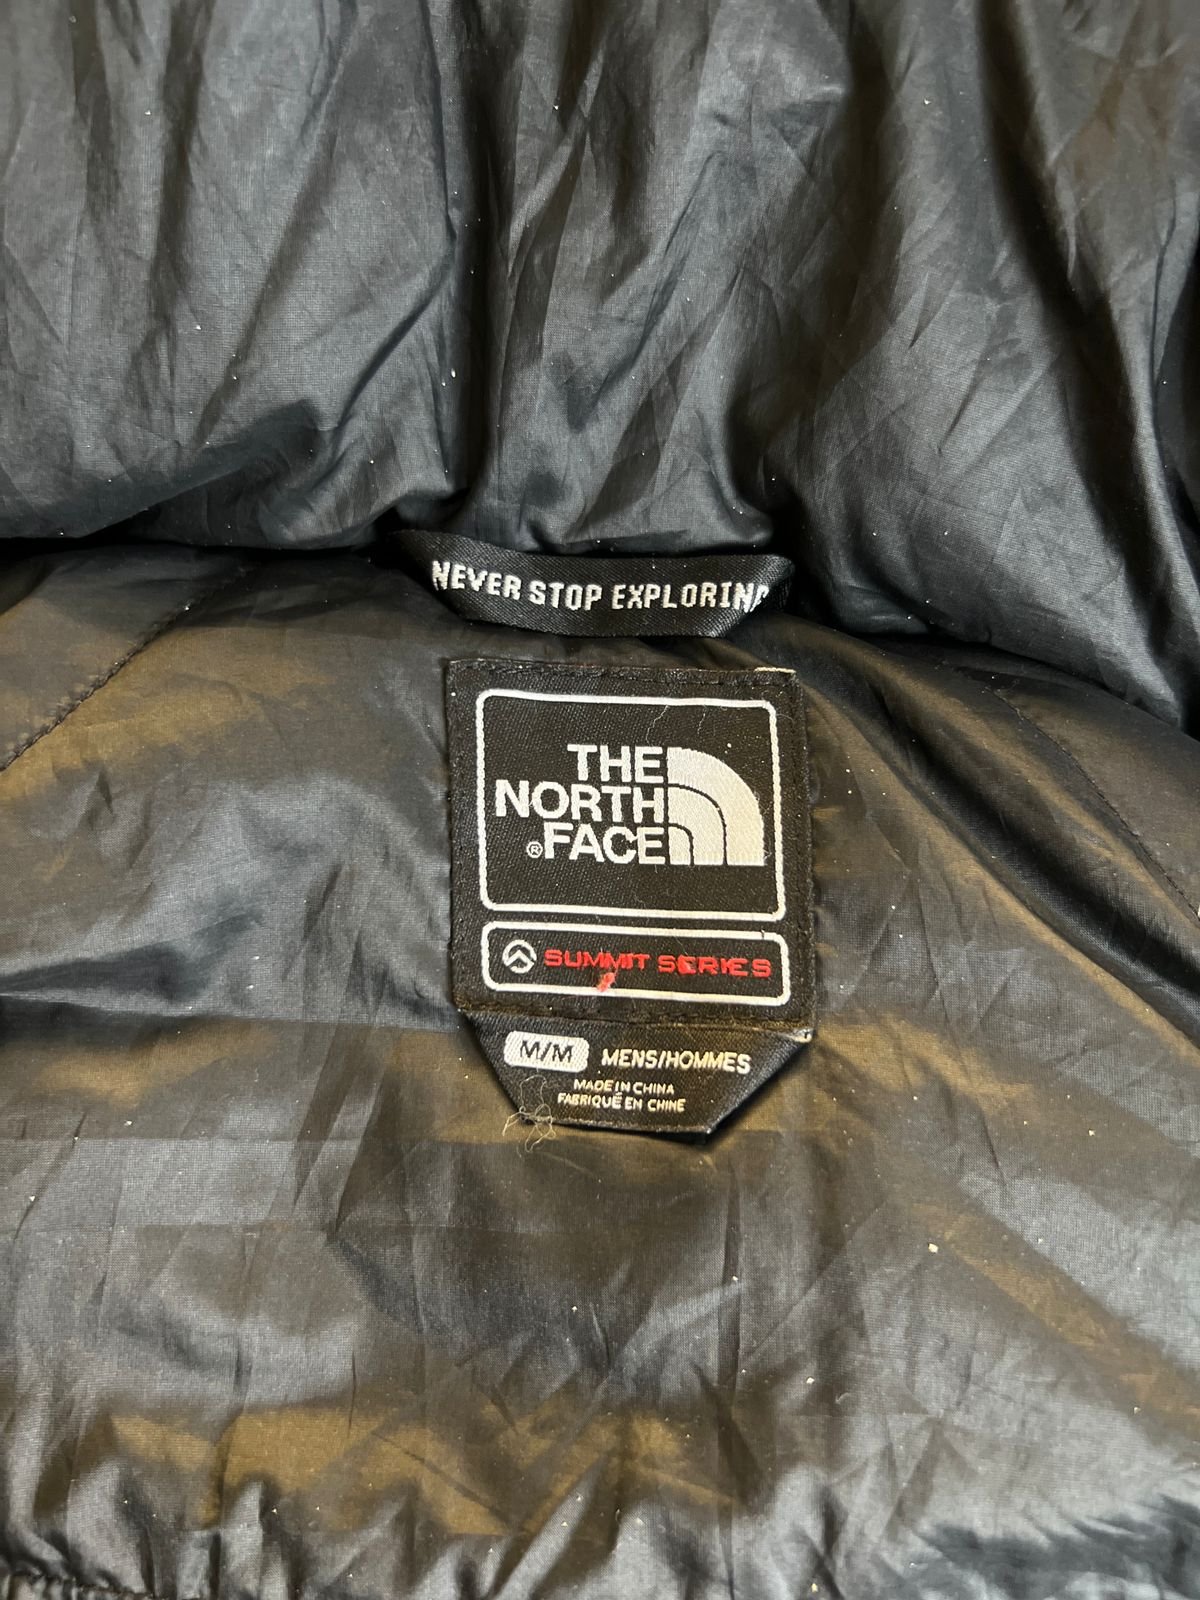 NEVER STOP EXPLORING
THE
NORTH
®FACE
SUMMIT SERIES
M/M MENS/HOMMES
MADE IN CHINA
FABRIQUÉ EN CHINE